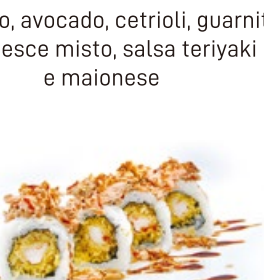 o, avocado, cetrioli, guarnit
esce misto, salsa teriyaki
e maionese